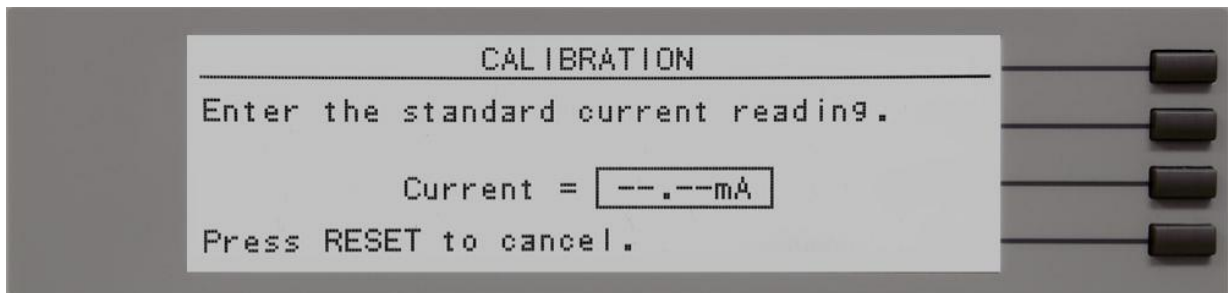 CALIBRATION
Enter the standard current reading.
Current = --.--mA
Press RESET to cancel.